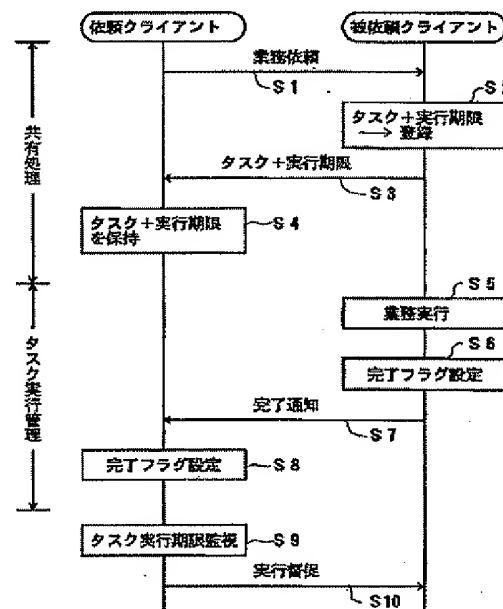 依頼クライアント
被依頼クライアント
業務依頼
S1
S2
タスク+実行期限
→ 登録
タスク+実行期限
S3
タスク+実行期限
を保持
S4
共有処理
S5
業務実行
S6
完了フラグ設定
完了通知
S7
タスク実行管理
完了フラグ設定
S8
タスク実行期限監視
S9
実行督促
S10